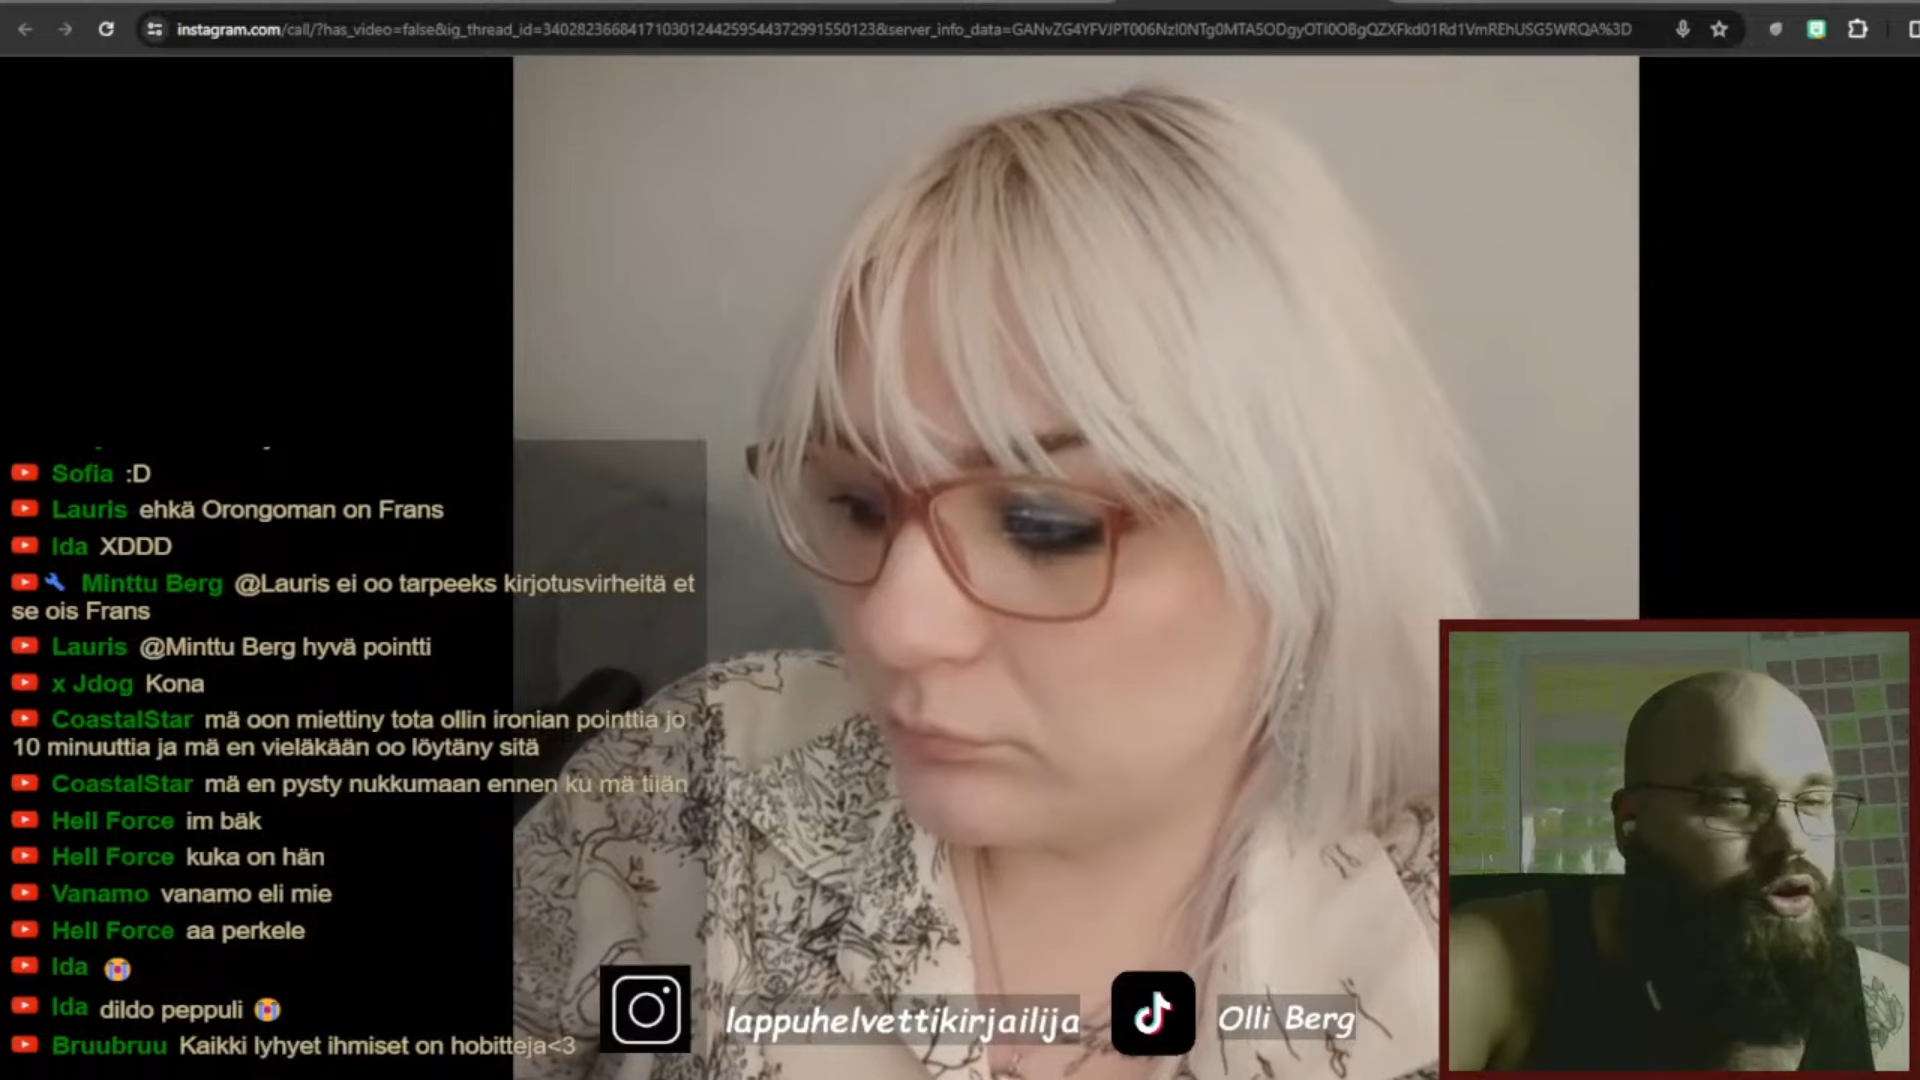 instagram.com/call/?has_video=false&ig_thread_id=340282366841710301244259544372991550123&server_info_data=
Sofia :D
Lauris ehkä Orongoman on Frans
Ida XDDD
Minttu Berg @Lauris ei oo tarpeeks kirjotusvirheitä et
se ois Frans
Lauris @Minttu Berg hyvä pointti
x Jdog Kona
CoastalStar mä oon miettiny tota ollin ironian pointtia jo
10 minuuttia ja mä en vieläkään oo löytäny sitä
CoastalStar mä en pysty nukkumaan ennen ku mä tiiän
Hell Force im bäk
Hell Force kuka on hän
Vanamo vanamo eli mie
Hell Force aa perkele
Ida 😭
Ida dildo peppuli 😭
Bruubruu Kaikki lyhyet ihmiset on hobitteja<3
lappuhelvettikirjailija
Olli Berg